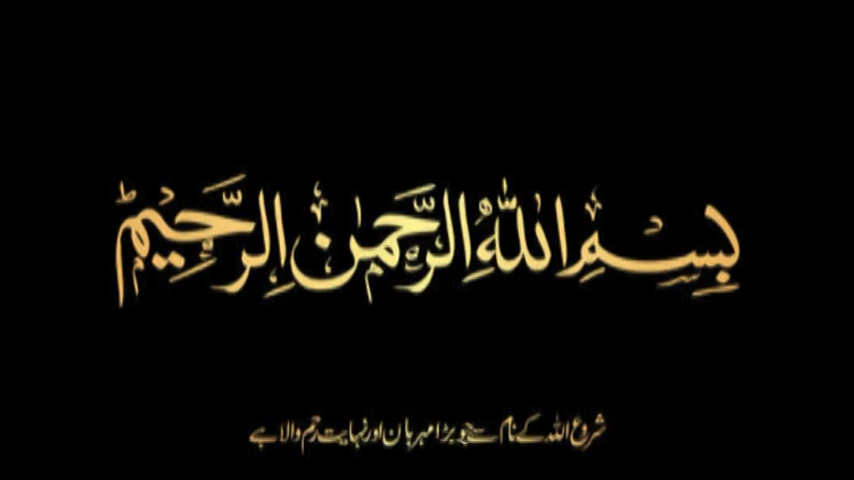 بِسْمِ اللّٰهِ الرَّحْمٰنِ الرَّحِيْمِ
شروع اللہ کے نام سے جو بڑا مہربان اور نہایت رحم والا ہے